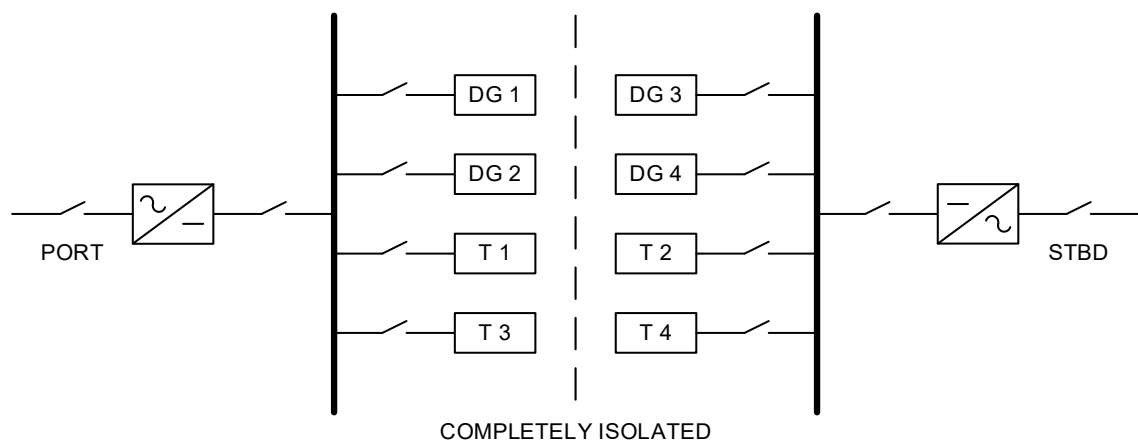 DG 1
DG 3
DG 2
DG 4
PORT
T 1
T 2
STBD
T 3
T 4
COMPLETELY ISOLATED